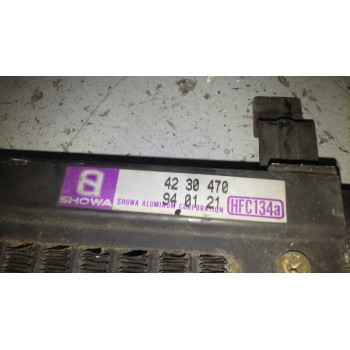 SHOWA
42 30 470
94 01 21
SHOWA ALUMINUM CORPORATION
HFC134a